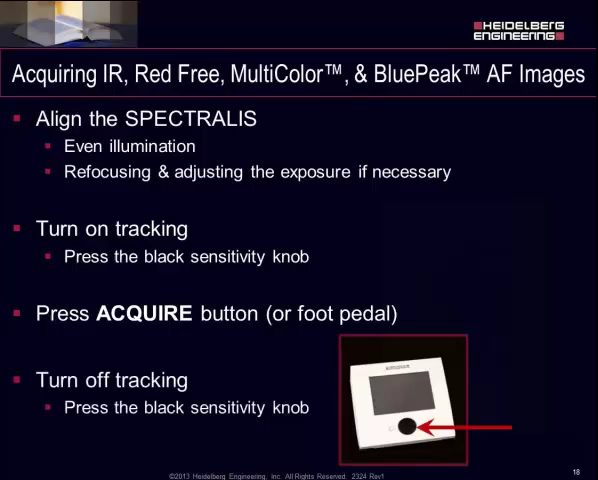 HEIDELBERG
ENGINEERING
Acquiring IR, Red Free, MultiColor™, & BluePeak™ AF Images
Align the SPECTRALIS
Even illumination
Refocusing & adjusting the exposure if necessary
Turn on tracking
Press the black sensitivity knob
Press ACQUIRE button (or foot pedal)
Turn off tracking
Press the black sensitivity knob
©2013 Heidelberg Engineering, Inc. All Rights Reserved. 2324 Rev1
18